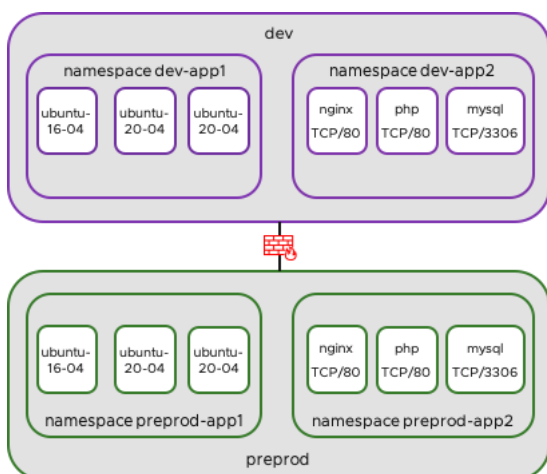 dev
namespace dev-app1
ubuntu-
16-04
ubuntu-
20-04
ubuntu-
20-04
namespace dev-app2
nginx
TCP/80
php
TCP/80
mysql
TCP/3306
ubuntu-
16-04
ubuntu-
20-04
ubuntu-
20-04
namespace preprod-app1
nginx
TCP/80
php
TCP/80
mysql
TCP/3306
namespace preprod-app2
preprod